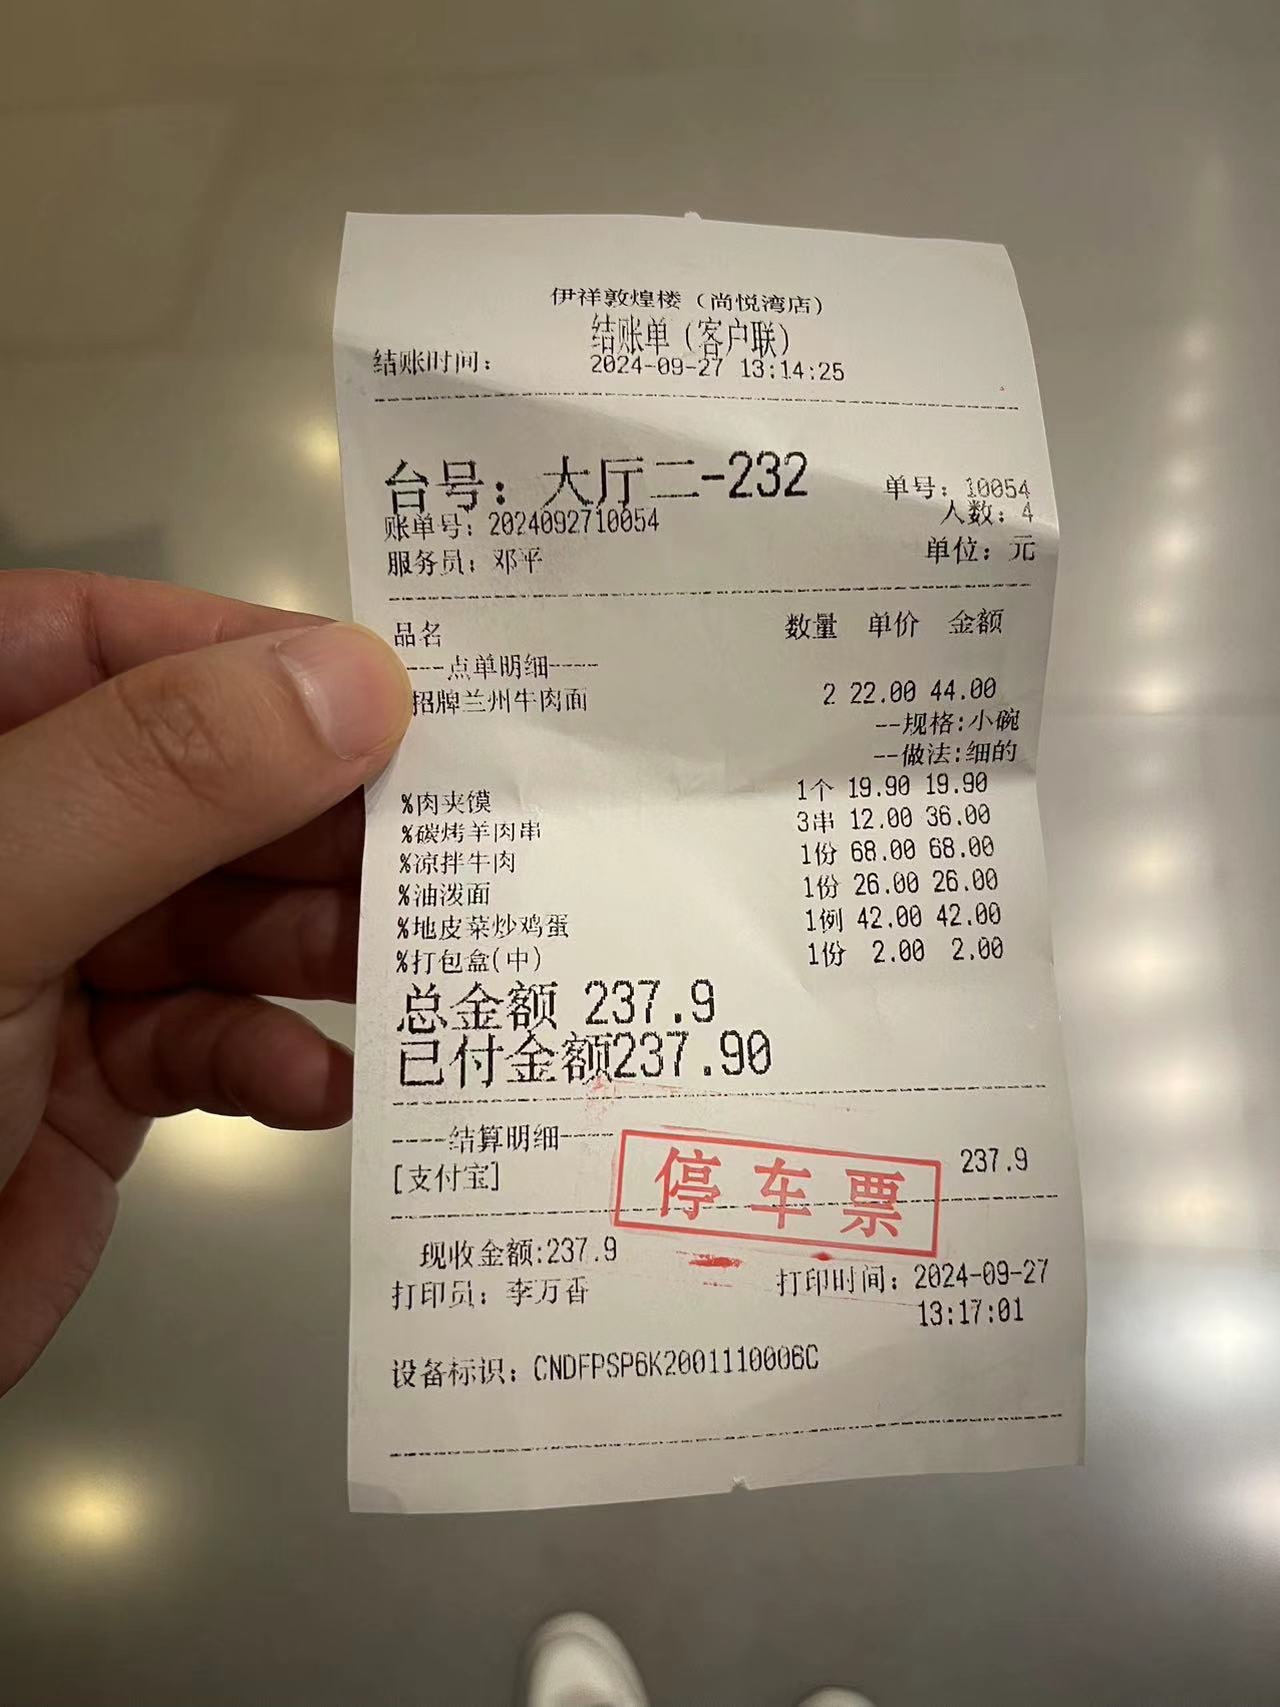 伊祥敦煌楼（尚悦湾店）
结账单（客户联）
结账时间： 2024-09-27 13:14:25
台号：大厅二-232 单号：10054
账单号：2024092710054 人数：4
服务员：邓平 单位：元
品名 数量 单价 金额
----点单明细----
招牌兰州牛肉面 2 22.00 44.00
--规格:小碗
--做法:细的
%肉夹馍 1个 19.90 19.90
%碳烤羊肉串 3串 12.00 36.00
%凉拌牛肉 1份 68.00 68.00
%油泼面 1份 26.00 26.00
%地皮菜炒鸡蛋 1例 42.00 42.00
%打包盒(中) 1份 2.00 2.00
总金额 237.9
已付金额237.90
----结算明细----
[支付宝] 237.9
停车票
现收金额:237.9
打印员：李万香 打印时间：2024-09-27
13:17:01
设备标识：CNDFPSP6K2001110006C